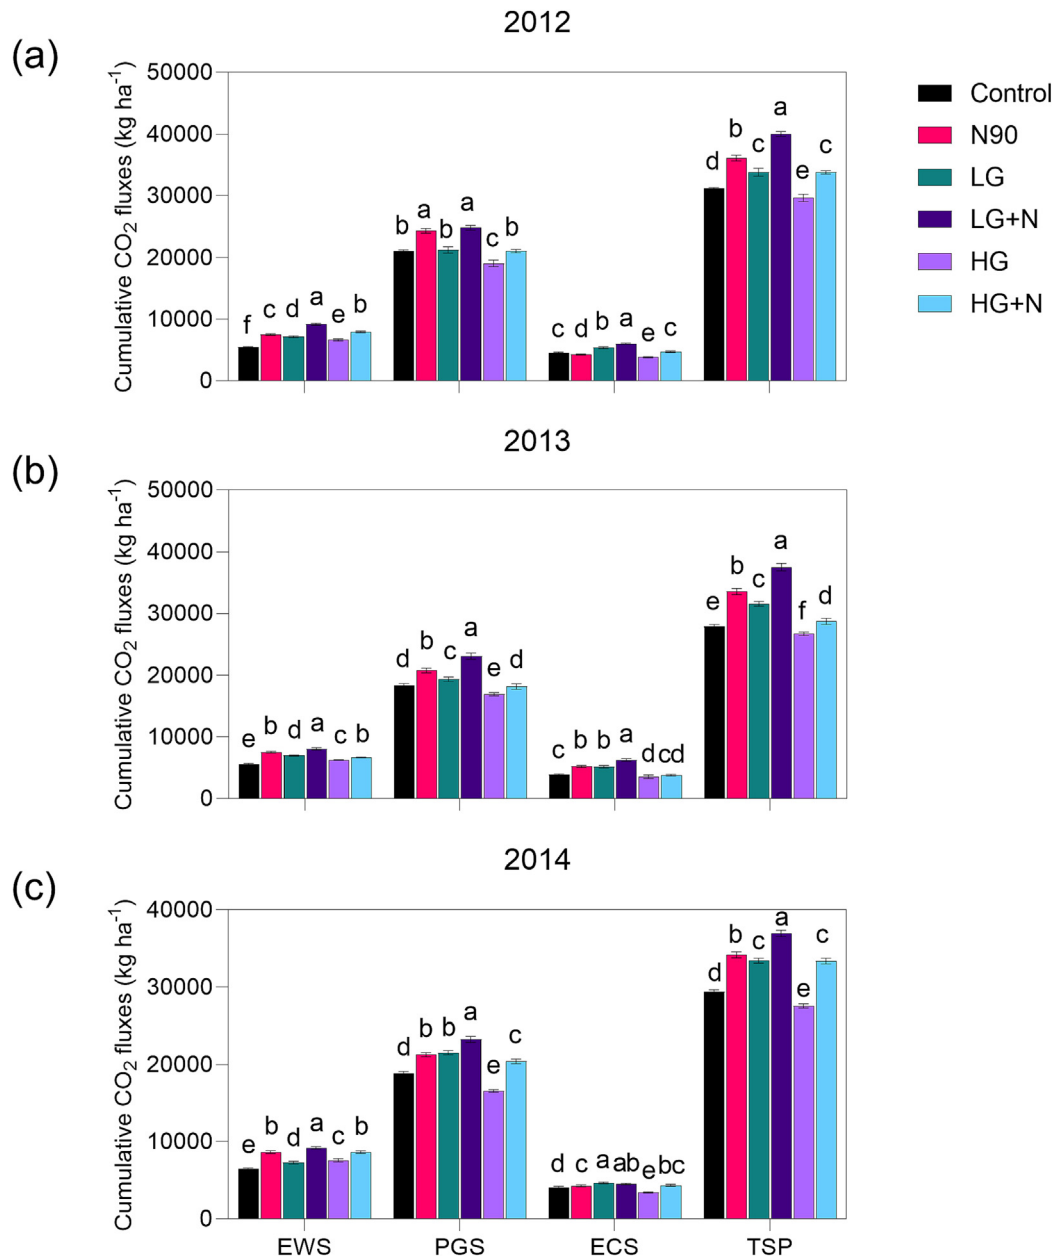 2012
(a)
Cumulative CO2 fluxes (kg ha-1)
50000
40000
30000
20000
10000
0
f c d a e b
b a b a c b
c d b a e c
d b c a e c
Control
N90
LG
LG+N
HG
HG+N
2013
(b)
Cumulative CO2 fluxes (kg ha-1)
50000
40000
30000
20000
10000
0
e b d a c b
d b c a e d
c b b a d cd
e b c a f d
2014
(c)
Cumulative CO2 fluxes (kg ha-1)
40000
30000
20000
10000
0
e b d a c b
d b b a e c
d c a ab e bc
d b c a e c
EWS PGS ECS TSP